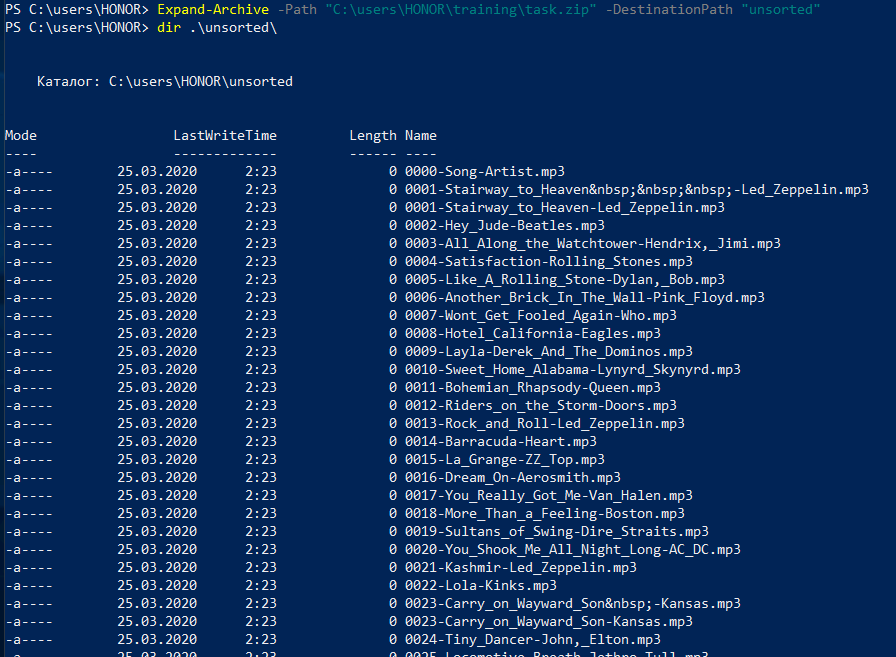 PS C:\users\HONOR> Expand-Archive -Path "C:\users\HONOR\training\task.zip" -DestinationPath "unsorted"
PS C:\users\HONOR> dir .\unsorted\
Каталог: C:\users\HONOR\unsorted
Mode LastWriteTime Length Name
---- ------------- ------ ----
-a---- 25.03.2020 2:23 0 0000-Song-Artist.mp3
-a---- 25.03.2020 2:23 0 0001-Stairway_to_Heaven&nbsp;&nbsp;&nbsp;-Led_Zeppelin.mp3
-a---- 25.03.2020 2:23 0 0001-Stairway_to_Heaven-Led_Zeppelin.mp3
-a---- 25.03.2020 2:23 0 0002-Hey_Jude-Beatles.mp3
-a---- 25.03.2020 2:23 0 0003-All_Along_the_Watchtower-Hendrix,_Jimi.mp3
-a---- 25.03.2020 2:23 0 0004-Satisfaction-Rolling_Stones.mp3
-a---- 25.03.2020 2:23 0 0005-Like_A_Rolling_Stone-Dylan,_Bob.mp3
-a---- 25.03.2020 2:23 0 0006-Another_Brick_In_The_Wall-Pink_Floyd.mp3
-a---- 25.03.2020 2:23 0 0007-Wont_Get_Fooled_Again-Who.mp3
-a---- 25.03.2020 2:23 0 0008-Hotel_California-Eagles.mp3
-a---- 25.03.2020 2:23 0 0009-Layla-Derek_And_The_Dominos.mp3
-a---- 25.03.2020 2:23 0 0010-Sweet_Home_Alabama-Lynyrd_Skynyrd.mp3
-a---- 25.03.2020 2:23 0 0011-Bohemian_Rhapsody-Queen.mp3
-a---- 25.03.2020 2:23 0 0012-Riders_on_the_Storm-Doors.mp3
-a---- 25.03.2020 2:23 0 0013-Rock_and_Roll-Led_Zeppelin.mp3
-a---- 25.03.2020 2:23 0 0014-Barracuda-Heart.mp3
-a---- 25.03.2020 2:23 0 0015-La_Grange-ZZ_Top.mp3
-a---- 25.03.2020 2:23 0 0016-Dream_On-Aerosmith.mp3
-a---- 25.03.2020 2:23 0 0017-You_Really_Got_Me-Van_Halen.mp3
-a---- 25.03.2020 2:23 0 0018-More_Than_a_Feeling-Boston.mp3
-a---- 25.03.2020 2:23 0 0019-Sultans_of_Swing-Dire_Straits.mp3
-a---- 25.03.2020 2:23 0 0020-You_Shook_Me_All_Night_Long-AC_DC.mp3
-a---- 25.03.2020 2:23 0 0021-Kashmir-Led_Zeppelin.mp3
-a---- 25.03.2020 2:23 0 0022-Lola-Kinks.mp3
-a---- 25.03.2020 2:23 0 0023-Carry_on_Wayward_Son&nbsp;-Kansas.mp3
-a---- 25.03.2020 2:23 0 0023-Carry_on_Wayward_Son-Kansas.mp3
-a---- 25.03.2020 2:23 0 0024-Tiny_Dancer-John,_Elton.mp3
-a---- 25.03.2020 2:23 0 0025-Locomotive_Breath-Jethro_Tull.mp3